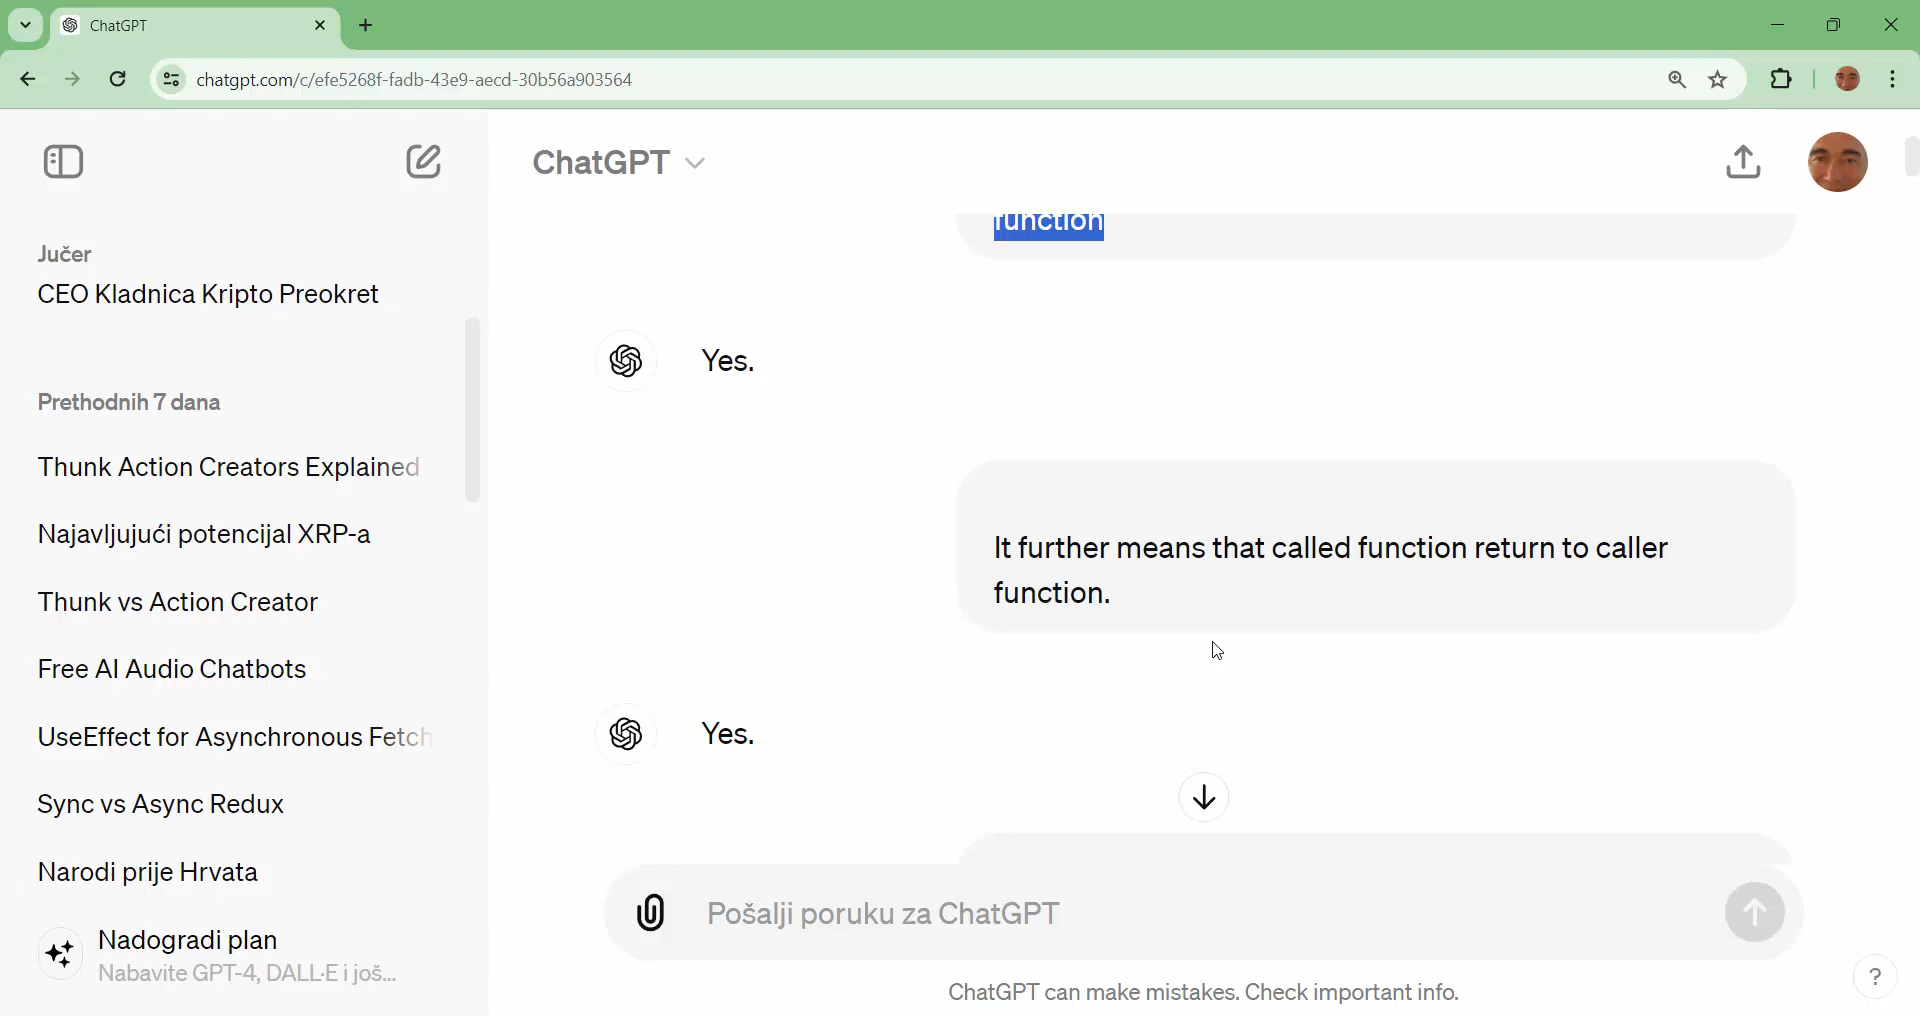 ChatGPT
chatgpt.com/c/efe5268f-fadb-43e9-aecd-30b56a903564
ChatGPT
Jučer
CEO Kladnica Kripto Preokret
Prethodnih 7 dana
Thunk Action Creators Explained
Najavljujući potencijal XRP-a
Thunk vs Action Creator
Free AI Audio Chatbots
UseEffect for Asynchronous Fetch
Sync vs Async Redux
Narodi prije Hrvata
Nadogradi plan
Nabavite GPT-4, DALL·E i još...
function
Yes.
It further means that called function return to caller
function.
Yes.
Pošalji poruku za ChatGPT
ChatGPT can make mistakes. Check important info.
?